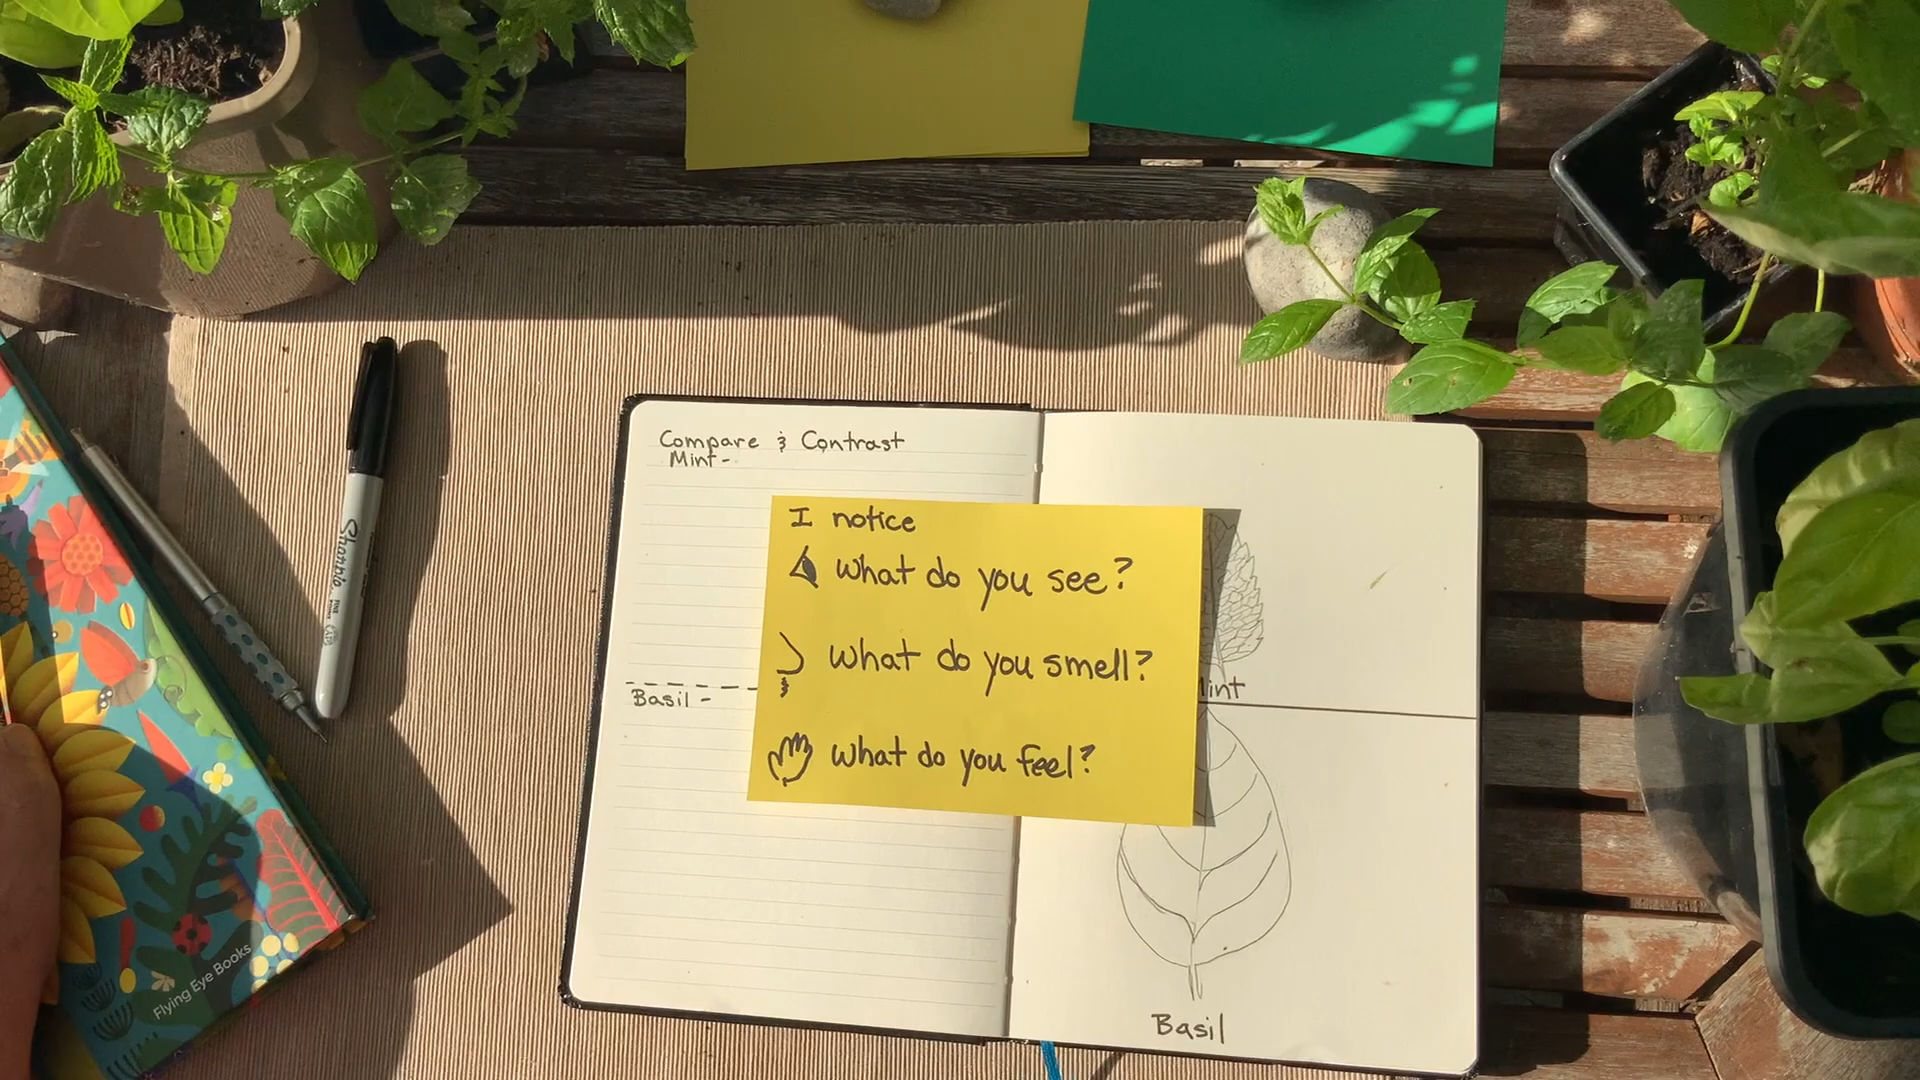 Compare & Contrast
Mint -
Basil -
I notice
What do you see?
What do you smell?
What do you feel?
Basil
Sharpie
Flying Eye Books